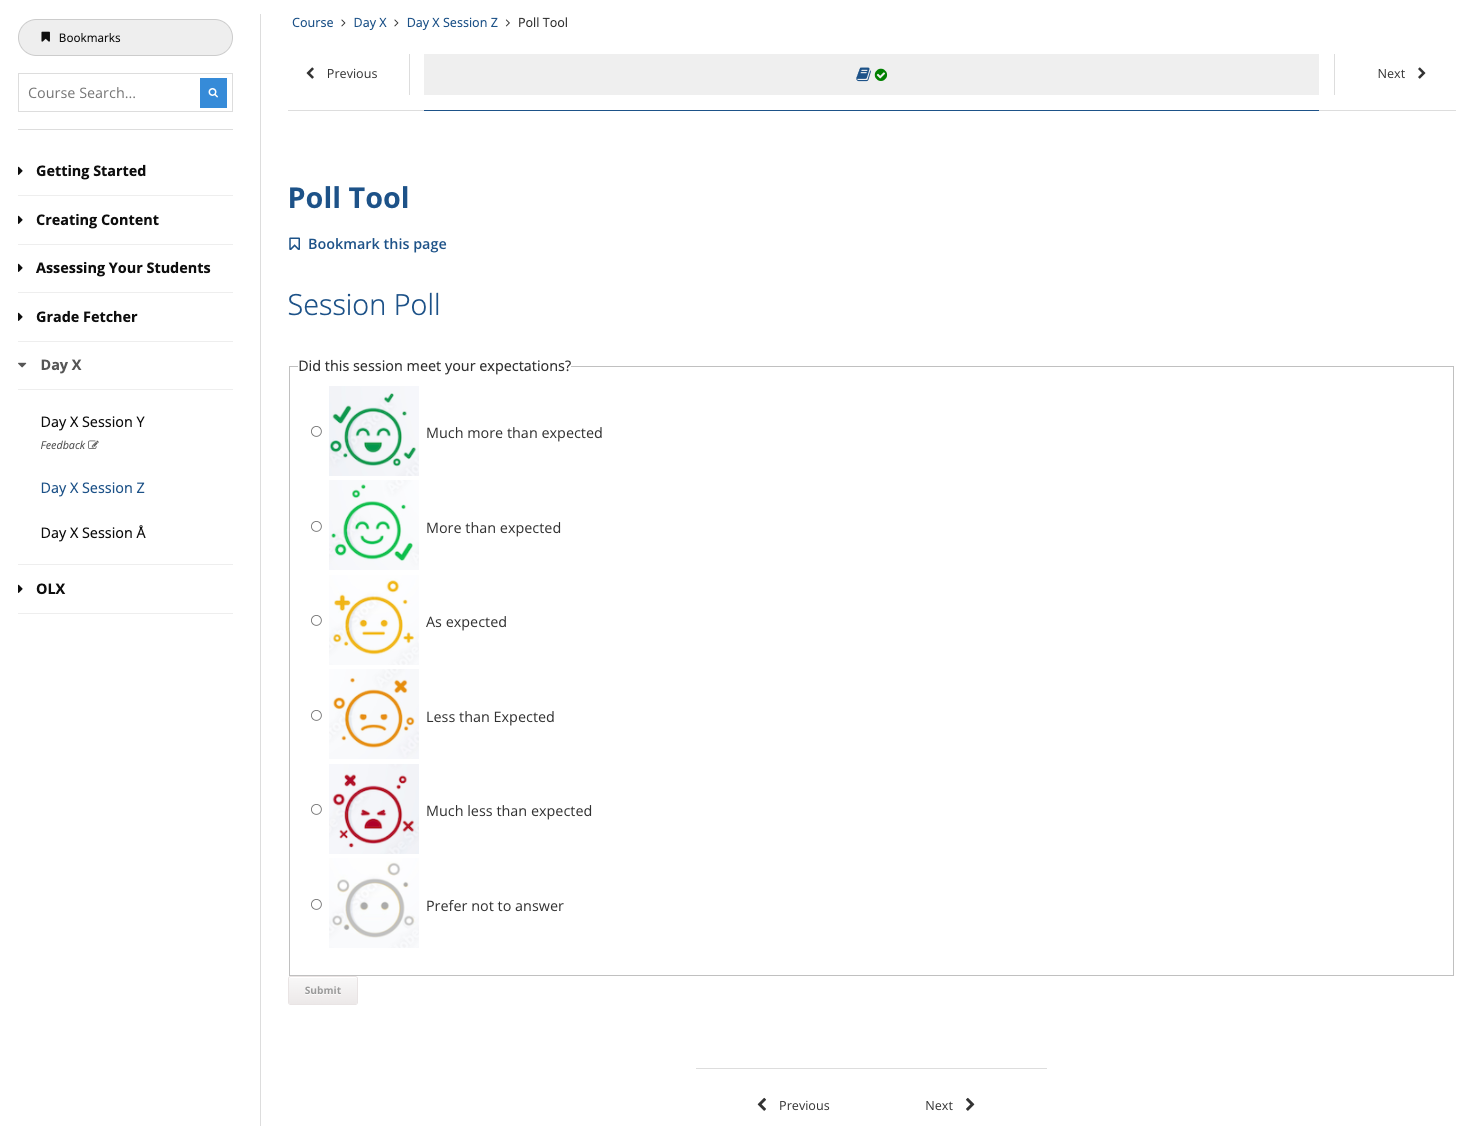 Bookmarks
Course Search...
Getting Started
Creating Content
Assessing Your Students
Grade Fetcher
Day X
Day X Session Y
Feedback
Day X Session Z
Day X Session Å
OLX
Course > Day X > Day X Session Z > Poll Tool
Previous
Next
Poll Tool
Bookmark this page
Session Poll
Did this session meet your expectations?
Much more than expected
More than expected
As expected
Less than Expected
Much less than expected
Prefer not to answer
Submit
Previous
Next